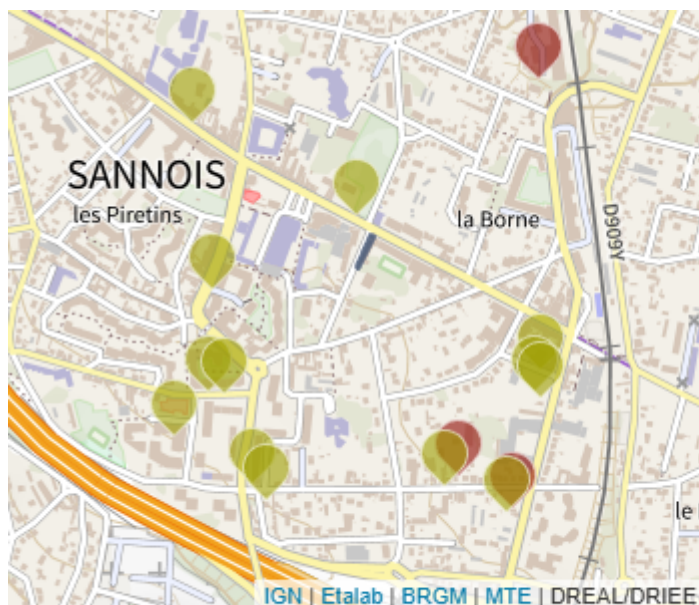 SANNOIS
les Piretins
la Borne
D909Y
le
IGN | Etalab | BRGM | MTE | DREAL/DRIEE